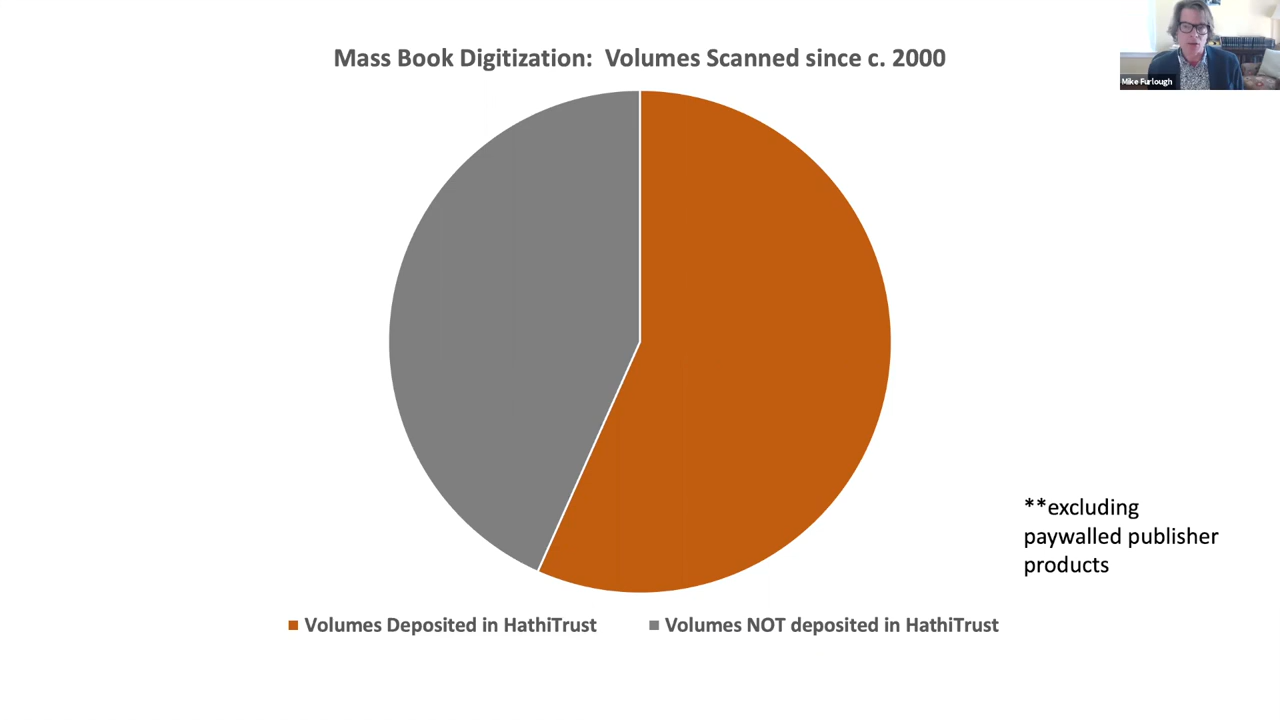 Mass Book Digitization:  Volumes Scanned since c. 2000
Mike Furlough
**excluding
paywalled publisher
products
Volumes Deposited in HathiTrust
Volumes NOT deposited in HathiTrust